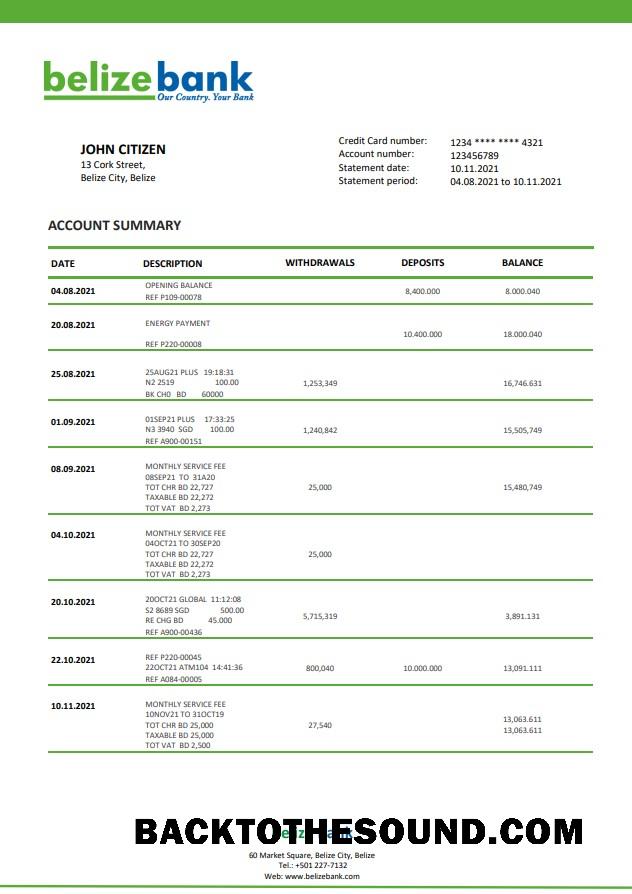 belizebank
Our Country. Your Bank
JOHN CITIZEN
13 Cork Street,
Belize City, Belize
Credit Card number: 1234 **** **** 4321
Account number: 123456789
Statement date: 10.11.2021
Statement period: 04.08.2021 to 10.11.2021
ACCOUNT SUMMARY
DATE DESCRIPTION WITHDRAWALS DEPOSITS BALANCE
OPENING BALANCE
04.08.2021 8,400.000 8.000.040
REF P109-00078
20.08.2021 ENERGY PAYMENT
10.400.000 18.000.040
REF P220-00008
25.08.2021 25AUG21 PLUS 19:18:31
N2 2519 100.00 1,253,349 16,746.631
BK CH0 BD 60000
01.09.2021 01SEP21 PLUS 17:33:25
N3 3940 SGD 100.00 1,240,842 15,505,749
REF A900-00151
08.09.2021 MONTHLY SERVICE FEE
08SEP21 TO 31A20
TOT CHR BD 22,727 25,000 15,480,749
TAXABLE BD 22,272
TOT VAT BD 2,273
04.10.2021 MONTHLY SERVICE FEE
04OCT21 TO 30SEP20
TOT CHR BD 22,727 25,000
TAXABLE BD 22,272
TOT VAT BD 2,273
20.10.2021 20OCT21 GLOBAL 11:12:08
S2 8689 SGD 500.00
RE CHG BD 45.000 5,715,319 3,891.131
REF A900-00436
22.10.2021 REF P220-00045
22OCT21 ATM104 14:41:36 800,040 10.000.000 13,091.111
REF A084-00005
10.11.2021 MONTHLY SERVICE FEE
10NOV21 TO 31OCT19 13,063.611
TOT CHR BD 25,000 27,540 13,063.611
TAXABLE BD 25,000
TOT VAT BD 2,500
BACKTOTHESOUND.COM
60 Market Square, Belize City, Belize
Tel.: +501 227-7132
Web: www.belizebank.com